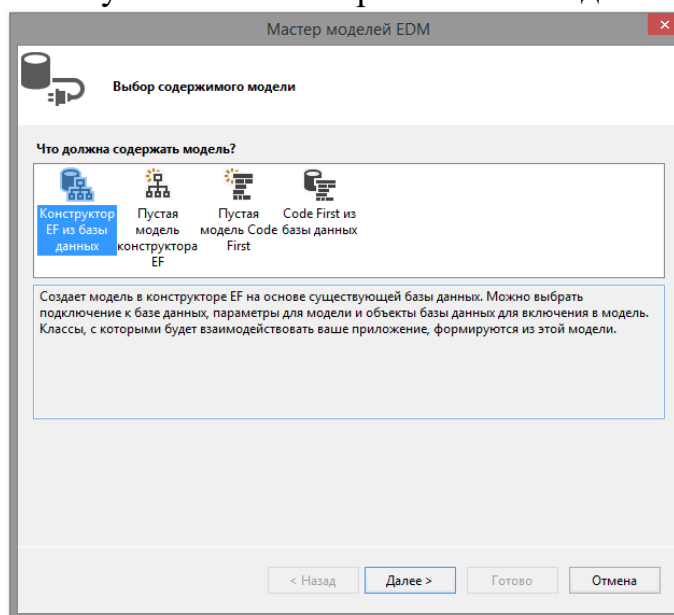 Мастер моделей EDM
Выбор содержимого модели
Что должна содержать модель?
Конструктор
EF из базы
данных
Пустая
модель
конструктора
EF
Пустая
модель Code
First
Code First из
базы данных
Создает модель в конструкторе EF на основе существующей базы данных. Можно выбрать
подключение к базе данных, параметры для модели и объекты базы данных для включения в модель.
Классы, с которыми будет взаимодействовать ваше приложение, формируются из этой модели.
< Назад
Далее >
Готово
Отмена